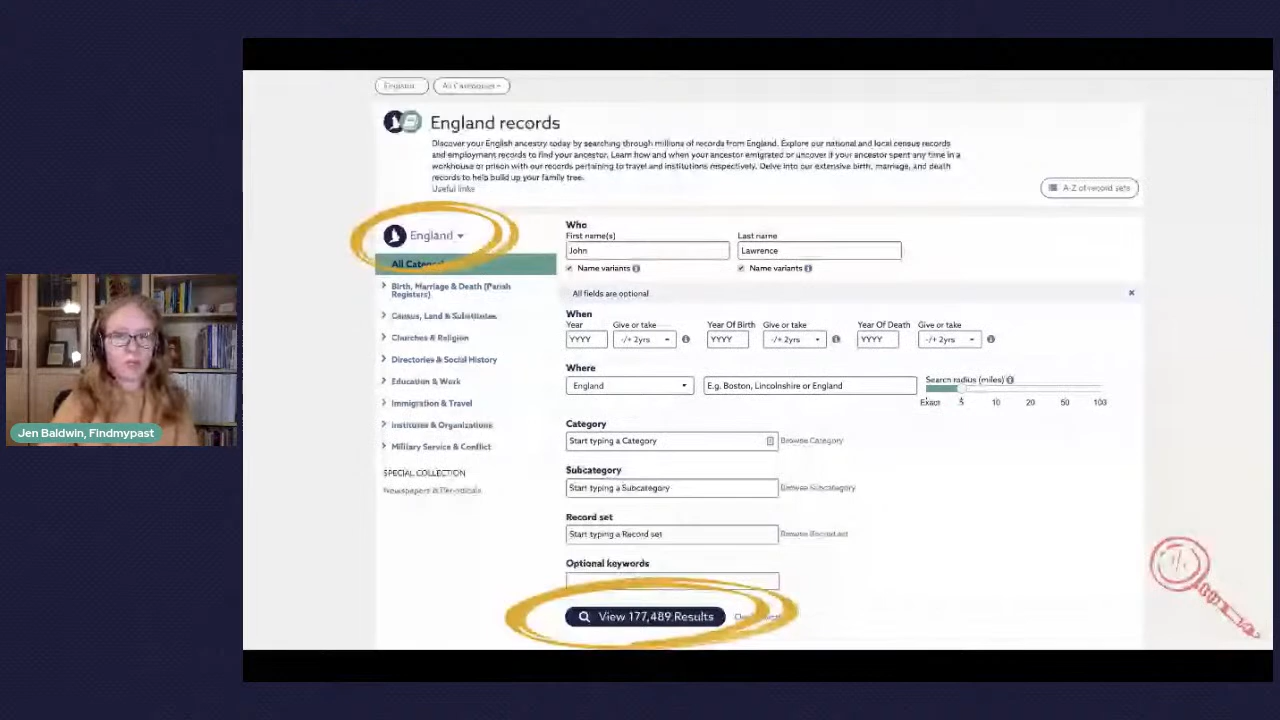 England
All Categories
England records
Discover your English ancestry today by searching through millions of records from England. Explore our national and local census records
and employment records to find your ancestor. Learn how and when your ancestor emigrated or uncover if your ancestor spent any time in a
workhouse or prison with our records pertaining to travel and institutions respectively. Delve into our extensive birth, marriage, and death
records to help build up your family tree.
Useful links
A-Z of record sets
England
All Categ
Birth, Marriage & Death (Parish
Registers)
Census, Land & Substitutes
Churches & Religion
Directories & Social History
Education & Work
Immigration & Travel
Institutes & Organizations
Military Service & Conflict
SPECIAL COLLECTION
Newspapers & Periodicals
Who
First name(s) Last name
John Lawrence
Name variants Name variants
All fields are optional
When
Year Give or take Year Of Birth Give or take Year Of Death Give or take
YYYY -/+ 2yrs YYYY -/+ 2yrs YYYY -/+ 2yrs
Where
England E.g. Boston, Lincolnshire or England
Search radius (miles)
Exact 5 10 20 50 100
Category
Start typing a Category Browse Category
Subcategory
Start typing a Subcategory Browse Subcategory
Record set
Start typing a Record set Browse Record set
Optional keywords
View 177,489 Results
Jen Baldwin, Findmypast